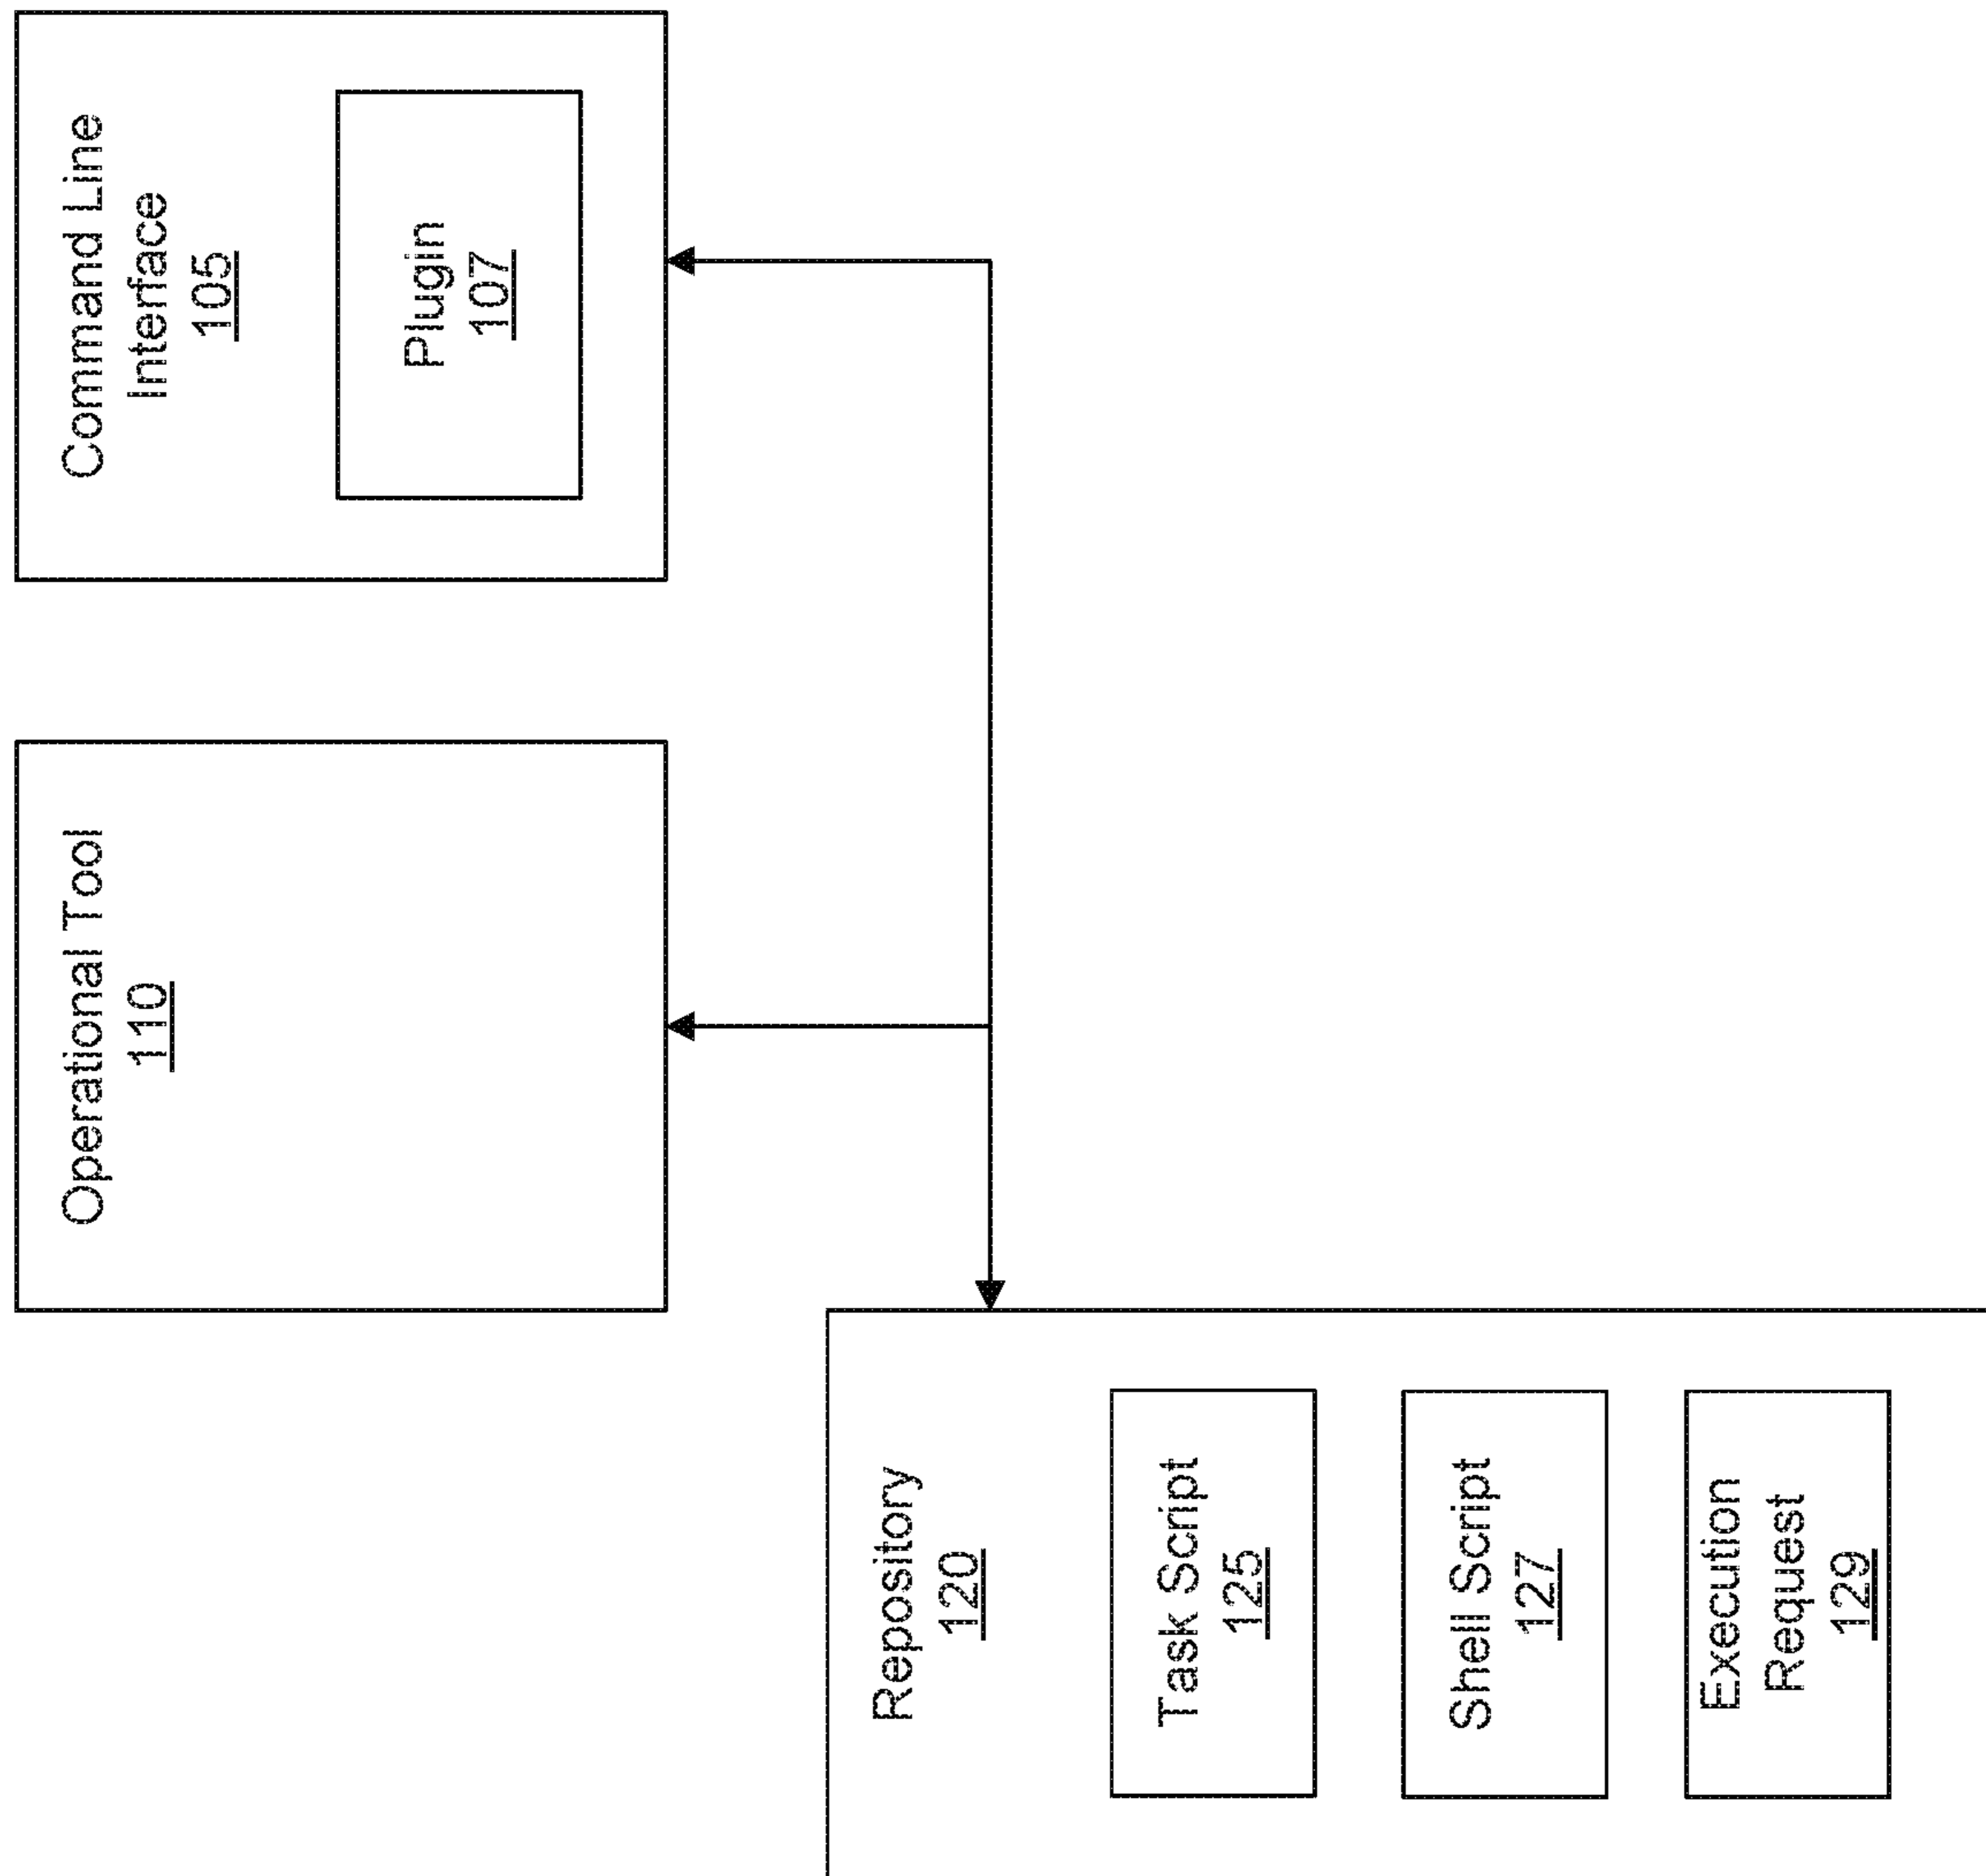 Command Line
Interface
105
Plugin
107
Operational Tool
110
Repository
120
Task Script
125
Shell Script
127
Execution
Request
129